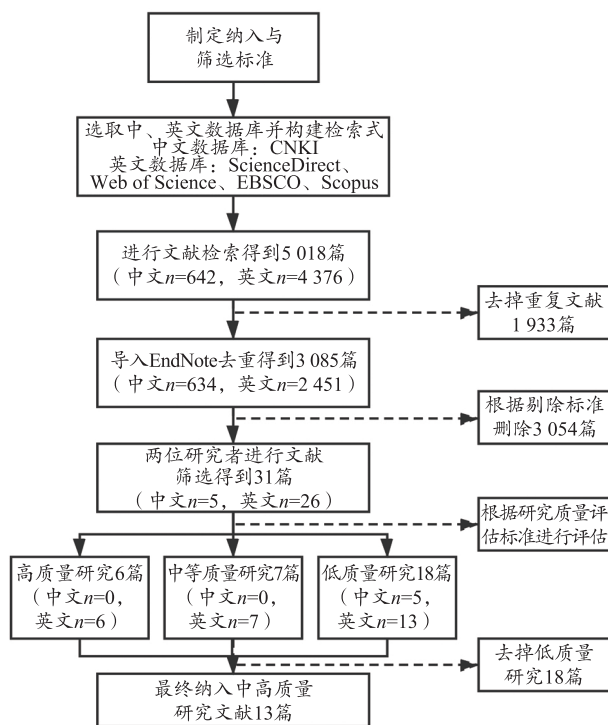 制定纳入与
筛选标准
选取中、英文数据库并构建检索式
中文数据库：CNKI
英文数据库：ScienceDirect、
Web of Science、EBSCO、Scopus
进行文献检索得到5 018篇
（中文n=642，英文n=4 376）
去掉重复文献
1 933篇
导入EndNote去重得到3 085篇
（中文n=634，英文n=2 451）
根据剔除标准
删除3 054篇
两位研究者进行文献
筛选得到31篇
（中文n=5，英文n=26）
根据研究质量评
估标准进行评估
高质量研究6篇
（中文n=0，
英文n=6）
中等质量研究7篇
（中文n=0，
英文n=7）
低质量研究18篇
（中文n=5，
英文n=13）
去掉低质量
研究18篇
最终纳入中高质量
研究文献13篇